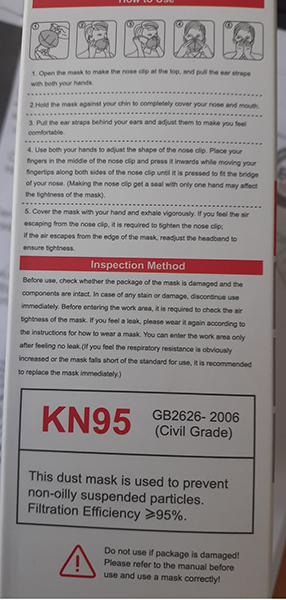 How to Use
1 2 3 4 5
1. Open the mask to make the nose clip at the top, and pull the ear straps
with both your hands.
2.Hold the mask against your chin to completely cover your nose and mouth.
3. Pull the ear straps behind your ears and adjust them to make you feel
comfortable.
4. Use both your hands to adjust the shape of the nose clip. Place your
fingers in the middle of the nose clip and press it inwards while moving your
fingertips along both sides of the nose clip until it is pressed to fit the bridge
of your nose. (Making the nose clip get a seal with only one hand may affect
the tightness of the mask).
5. Cover the mask with your hand and exhale vigorously. If you feel the air
escaping from the nose clip, it is required to tighten the nose clip;
if the air escapes from the edge of the mask, readjust the headband to
ensure tightness.
Inspection Method
Before use, check whether the package of the mask is damaged and the
components are intact. In case of any stain or damage, discontinue use
immediately. Before entering the work area, it is required to check the air
tightness of the mask. If you feel a leak, please wear it again according to
the instructions for how to wear a mask. You can enter the work area only
after feeling no leak.(If you feel the respiratory resistance is obviously
increased or the mask falls short of the standard for use, it is recommended
to replace the mask immediately.)
KN95 GB2626- 2006
(Civil Grade)
This dust mask is used to prevent
non-oilly suspended particles.
Filtration Efficiency ⩾95%.
Do not use if package is damaged!
Please refer to the manual before
use and use a mask correctly!